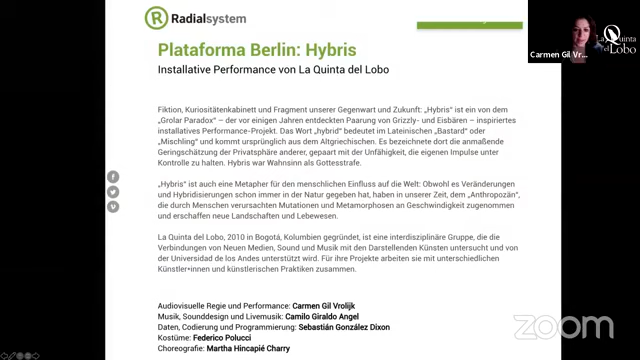 Radialsystem
Plataforma Berlin: Hybris
Installative Performance von La Quinta del Lobo
Fiktion, Kuriositätenkabinett und Fragment unserer Gegenwart und Zukunft: „Hybris“ ist ein von dem
„Grolar Paradox“ – der vor einigen Jahren entdeckten Paarung von Grizzly- und Eisbären – inspiriertes
installatives Performance-Projekt. Das Wort „hybrid“ bedeutet im Lateinischen „Bastard“ oder
„Mischling“ und kommt ursprünglich aus dem Altgriechischen. Es bezeichnete dort die anmaßende
Geringschätzung der Privatsphäre anderer, gepaart mit der Unfähigkeit, die eigenen Impulse unter
Kontrolle zu halten. Hybris war Wahnsinn als Gottesstrafe.
„Hybris“ ist auch eine Metapher für den menschlichen Einfluss auf die Welt: Obwohl es Veränderungen
und Hybridisierungen schon immer in der Natur gegeben hat, haben in unserer Zeit, dem „Anthropozän“,
die durch Menschen verursachten Mutationen und Metamorphosen an Geschwindigkeit zugenommen
und erschaffen neue Landschaften und Lebewesen.
La Quinta del Lobo, 2010 in Bogotá, Kolumbien gegründet, ist eine interdisziplinäre Gruppe, die die
Verbindungen von Neuen Medien, Sound und Musik mit den Darstellenden Künsten untersucht und von
der Universidad de los Andes unterstützt wird. Für ihre Projekte arbeiten sie mit unterschiedlichen
Künstler*innen und künstlerischen Praktiken zusammen.
Audiovisuelle Regie und Performance: Carmen Gil Vrolijk
Musik, Sounddesign und Livemusik: Camilo Giraldo Angel
Daten, Codierung und Programmierung: Sebastián González Dixon
Kostüme: Federico Polucci
Choreografie: Martha Hincapié Charry
Carmen Gil Vr...
La Quinta
del Lobo
zoom